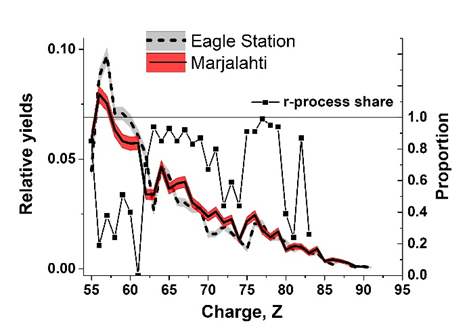 Eagle Station
Marjalahti
r-process share
Relative yields
0.10
0.05
0.00
Proportion
1.0
0.8
0.6
0.4
0.2
0.0
55 60 65 70 75 80 85 90 95
Charge, Z